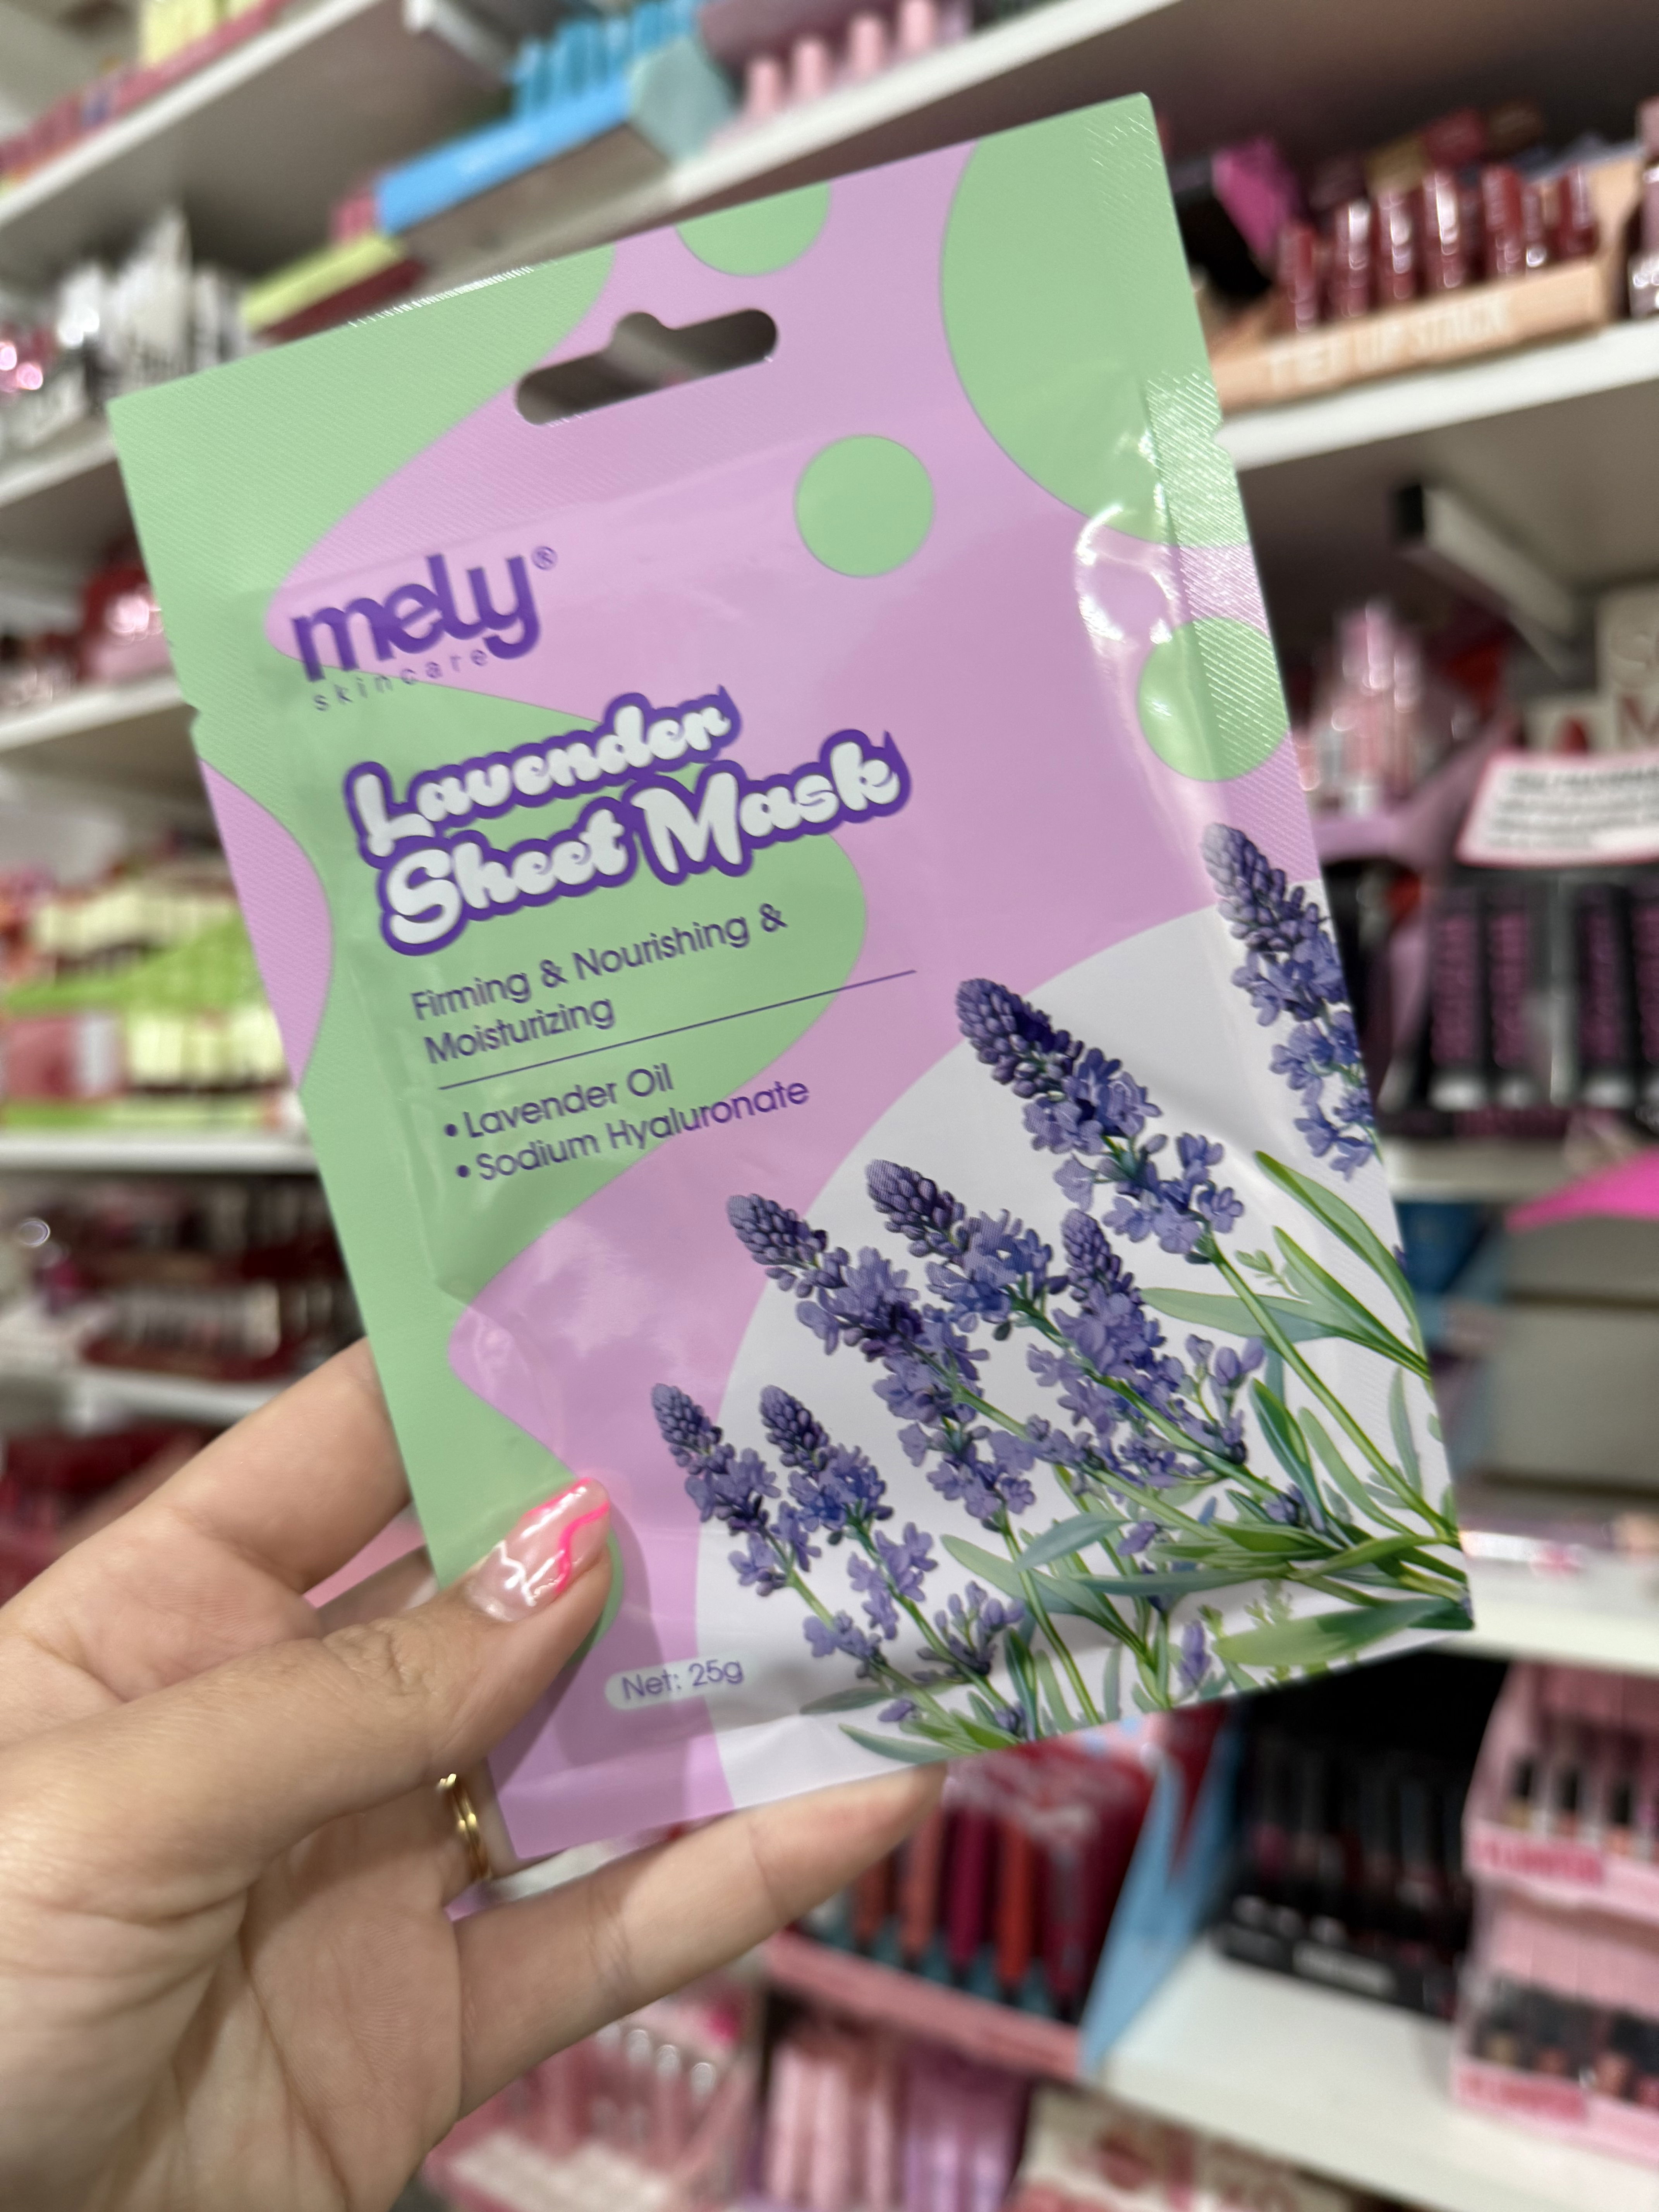 mely®
skincare
Lavender
Sheet Mask
Firming & Nourishing &
Moisturizing
• Lavender Oil
• Sodium Hyaluronate
Net: 25g